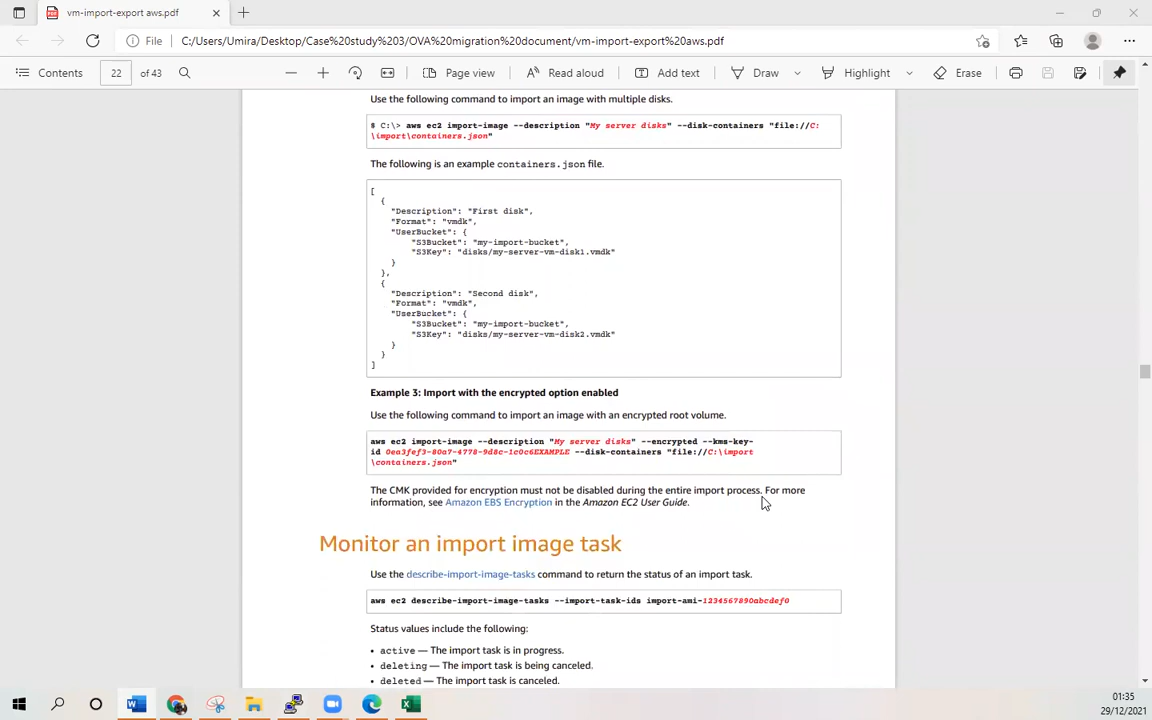 vm-import-export aws.pdf
File
C:/Users/Umira/Desktop/Case%20study%203/OVA%20migration%20document/vm-import-export%20aws.pdf
Contents
22
of 43
Page view
Read aloud
Add text
Draw
Highlight
Erase
Use the following command to import an image with multiple disks.
$ C:\> aws ec2 import-image --description "My server disks" --disk-containers "file://C:
\import\containers.json"
The following is an example containers.json file.
[
{
"Description": "First disk",
"Format": "vmdk",
"UserBucket": {
"S3Bucket": "my-import-bucket",
"S3Key": "disks/my-server-vm-disk1.vmdk"
}
},
{
"Description": "Second disk",
"Format": "vmdk",
"UserBucket": {
"S3Bucket": "my-import-bucket",
"S3Key": "disks/my-server-vm-disk2.vmdk"
}
}
]
Example 3: Import with the encrypted option enabled
Use the following command to import an image with an encrypted root volume.
aws ec2 import-image --description "My server disks" --encrypted --kms-key-
id 0ea3fef3-80a7-4778-9d8c-1c0c6EXAMPLE --disk-containers "file://C:\import
\containers.json"
The CMK provided for encryption must not be disabled during the entire import process. For more
information, see Amazon EBS Encryption in the Amazon EC2 User Guide.
Monitor an import image task
Use the describe-import-image-tasks command to return the status of an import task.
aws ec2 describe-import-image-tasks --import-task-ids import-ami-1234567890abcdef0
Status values include the following:
• active — The import task is in progress.
• deleting — The import task is being canceled.
• deleted — The import task is canceled.
01:35
29/12/2021